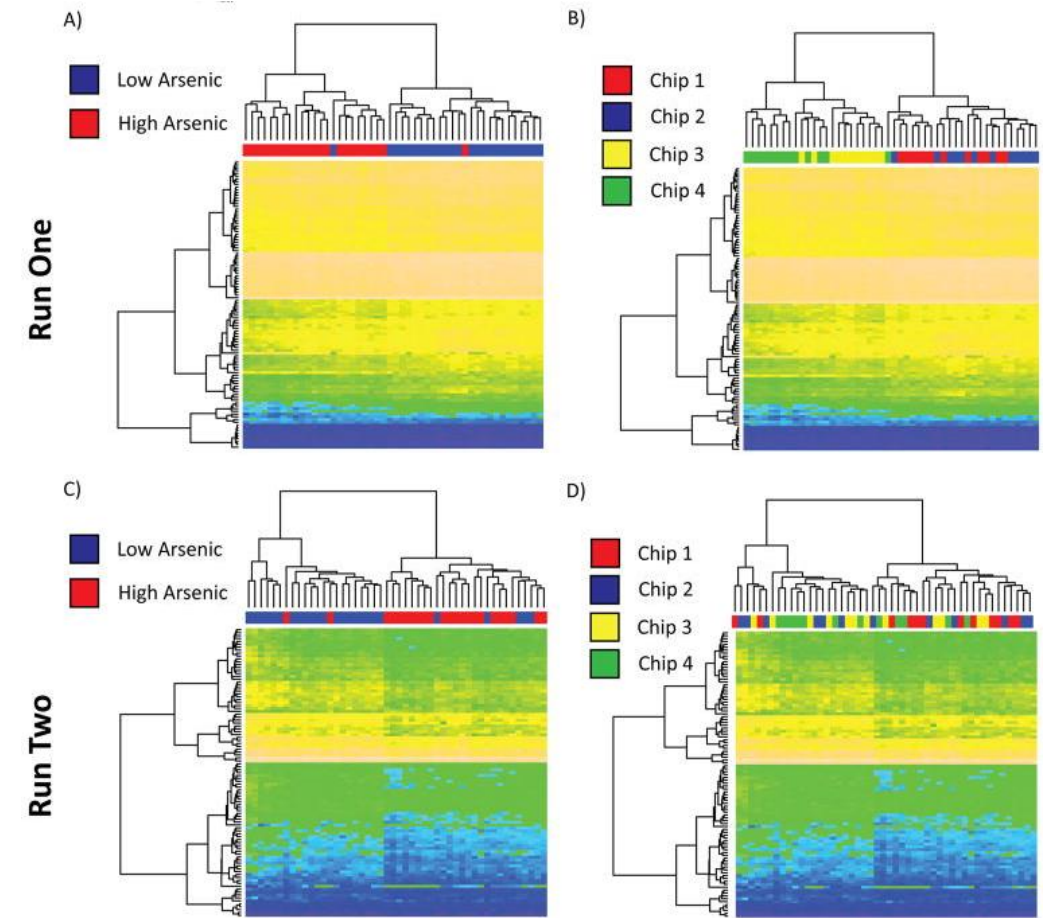 A)
Low Arsenic
High Arsenic
B)
Chip 1
Chip 2
Chip 3
Chip 4
Run One
C)
Low Arsenic
High Arsenic
D)
Chip 1
Chip 2
Chip 3
Chip 4
Run Two